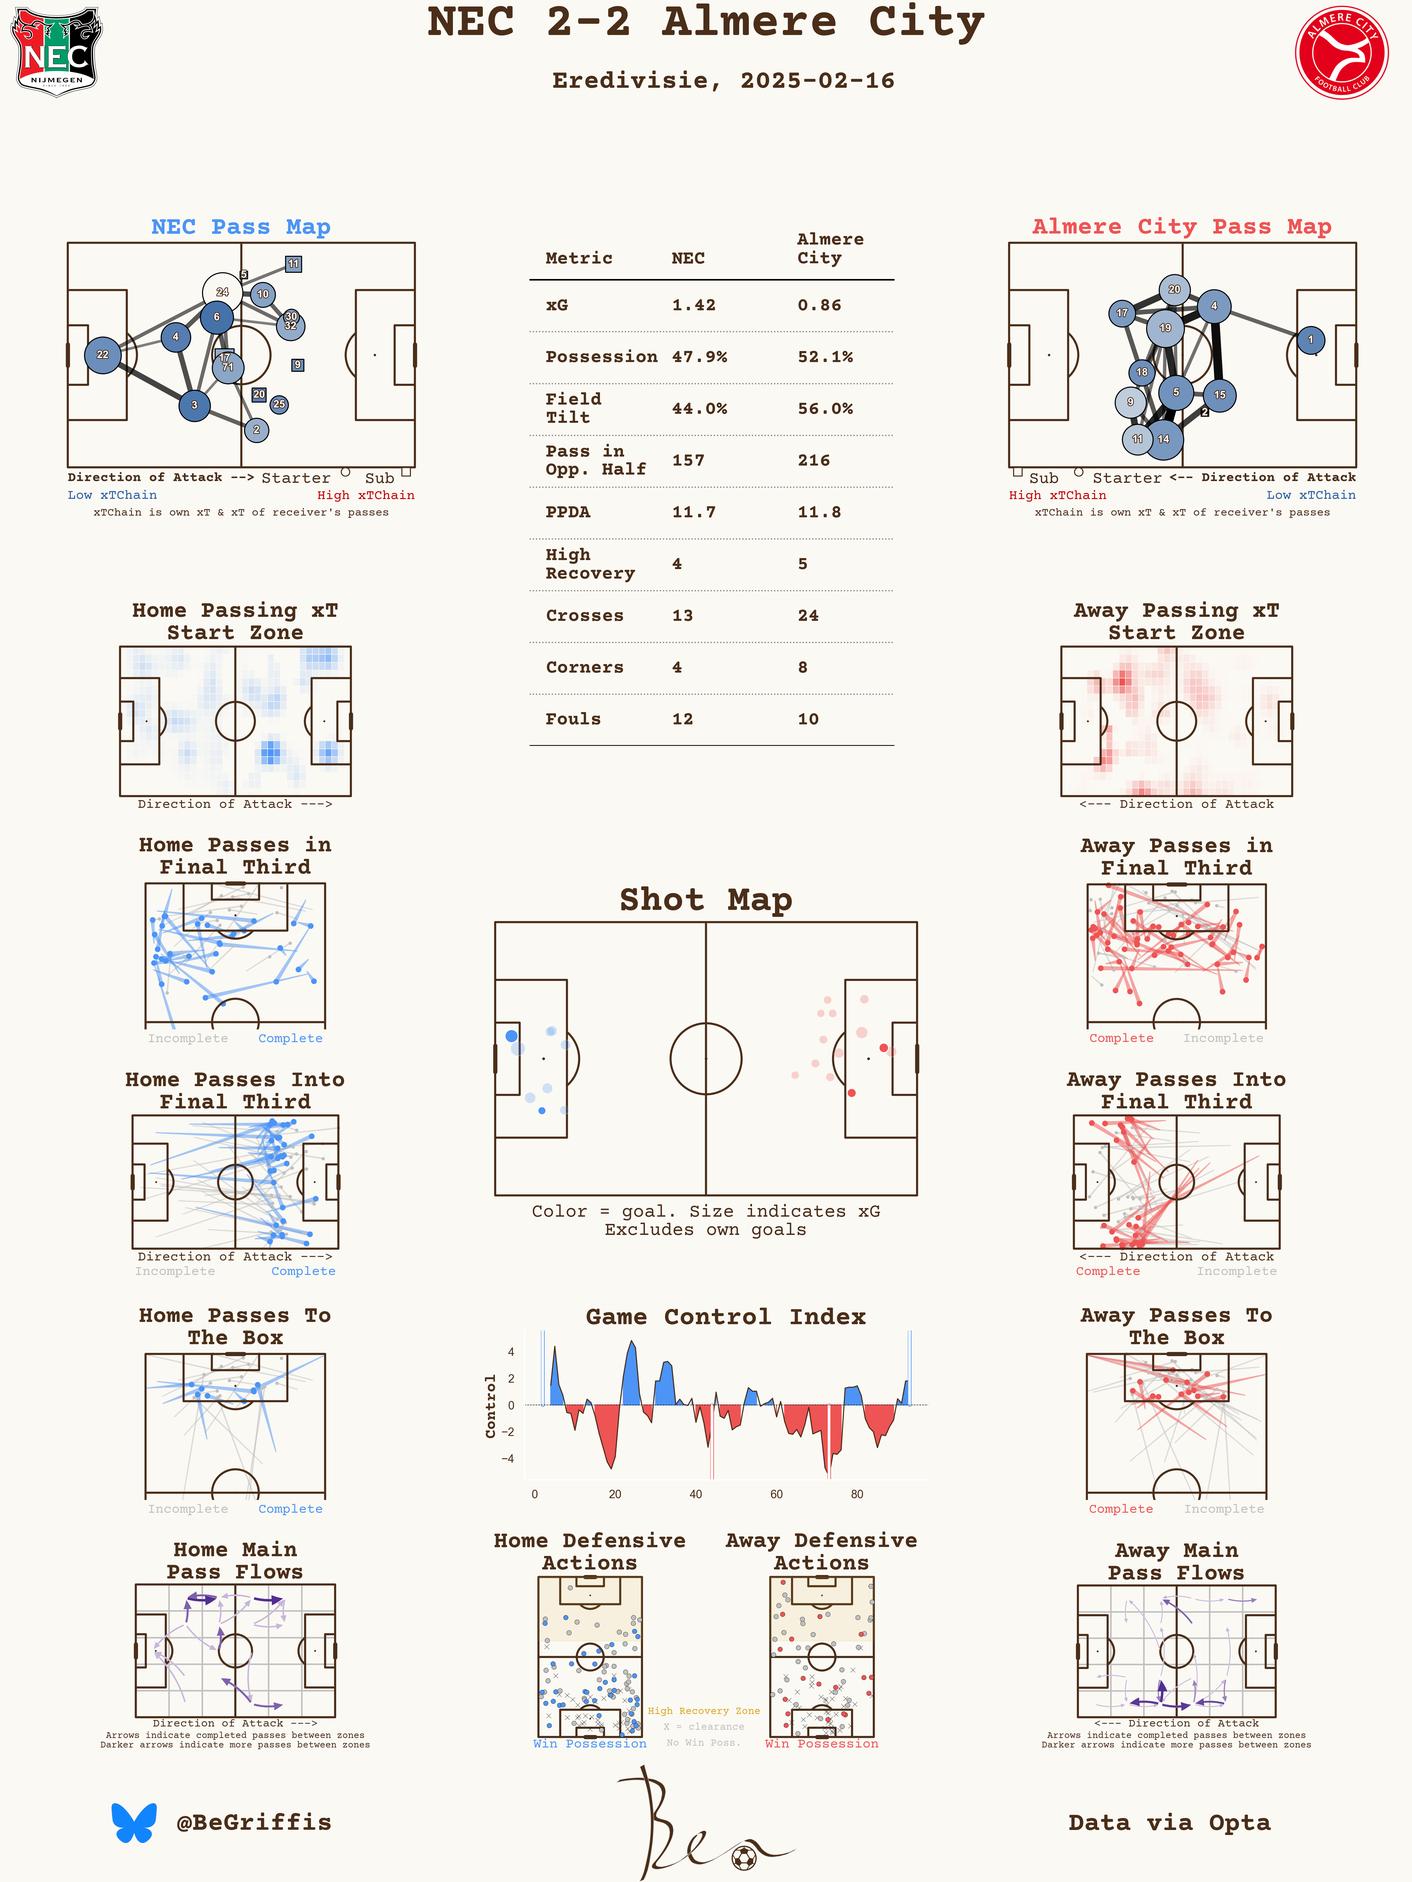 NEC 2-2 Almere City
Eredivisie, 2025-02-16
NEC
NIJMEGEN
SINCE 1900
ALMERE CITY
FOOTBALL CLUB
NEC Pass Map
11
5
24
10
6
30
32
4
22
17
71
9
20
25
3
2
Direction of Attack --> Starter Sub
Low xTChain High xTChain
xTChain is own xT & xT of receiver's passes
Metric NEC Almere City
xG 1.42 0.86
Possession 47.9% 52.1%
Field Tilt 44.0% 56.0%
Pass in Opp. Half 157 216
PPDA 11.7 11.8
High Recovery 4 5
Crosses 13 24
Corners 4 8
Fouls 12 10
Almere City Pass Map
20
4
17
19
1
18
5
15
9
2
11
14
Sub Starter <-- Direction of Attack
High xTChain Low xTChain
xTChain is own xT & xT of receiver's passes
Home Passing xT
Start Zone
Direction of Attack --->
Away Passing xT
Start Zone
<--- Direction of Attack
Home Passes in
Final Third
Incomplete Complete
Away Passes in
Final Third
Complete Incomplete
Shot Map
Color = goal. Size indicates xG
Excludes own goals
Home Passes Into
Final Third
Direction of Attack --->
Incomplete Complete
Away Passes Into
Final Third
<--- Direction of Attack
Complete Incomplete
Home Passes To
The Box
Incomplete Complete
Game Control Index
Control
4
2
0
−2
−4
0 20 40 60 80
Away Passes To
The Box
Complete Incomplete
Home Main
Pass Flows
Direction of Attack --->
Arrows indicate completed passes between zones
Darker arrows indicate more passes between zones
Home Defensive
Actions
Win Possession
High Recovery Zone
X = clearance
No Win Poss.
Away Defensive
Actions
Win Possession
Away Main
Pass Flows
<--- Direction of Attack
Arrows indicate completed passes between zones
Darker arrows indicate more passes between zones
@BeGriffis
Ben
Data via Opta